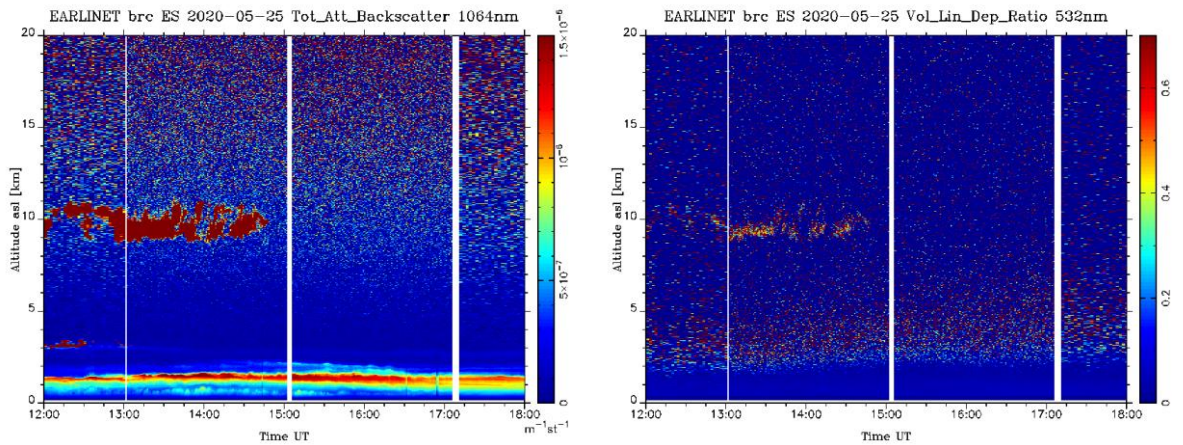 EARLINET brc ES 2020-05-25 Tot_Att_Backscatter 1064nm
20
15
10
5
0
Altitude asl [km]
12:00 13:00 14:00 15:00 16:00 17:00 18:00
Time UT
1.5×10⁻⁶
10⁻⁶
5×10⁻⁷
0
m⁻¹st⁻¹
EARLINET brc ES 2020-05-25 Vol_Lin_Dep_Ratio 532nm
20
15
10
5
0
Altitude asl [km]
12:00 13:00 14:00 15:00 16:00 17:00 18:00
Time UT
0.6
0.4
0.2
0